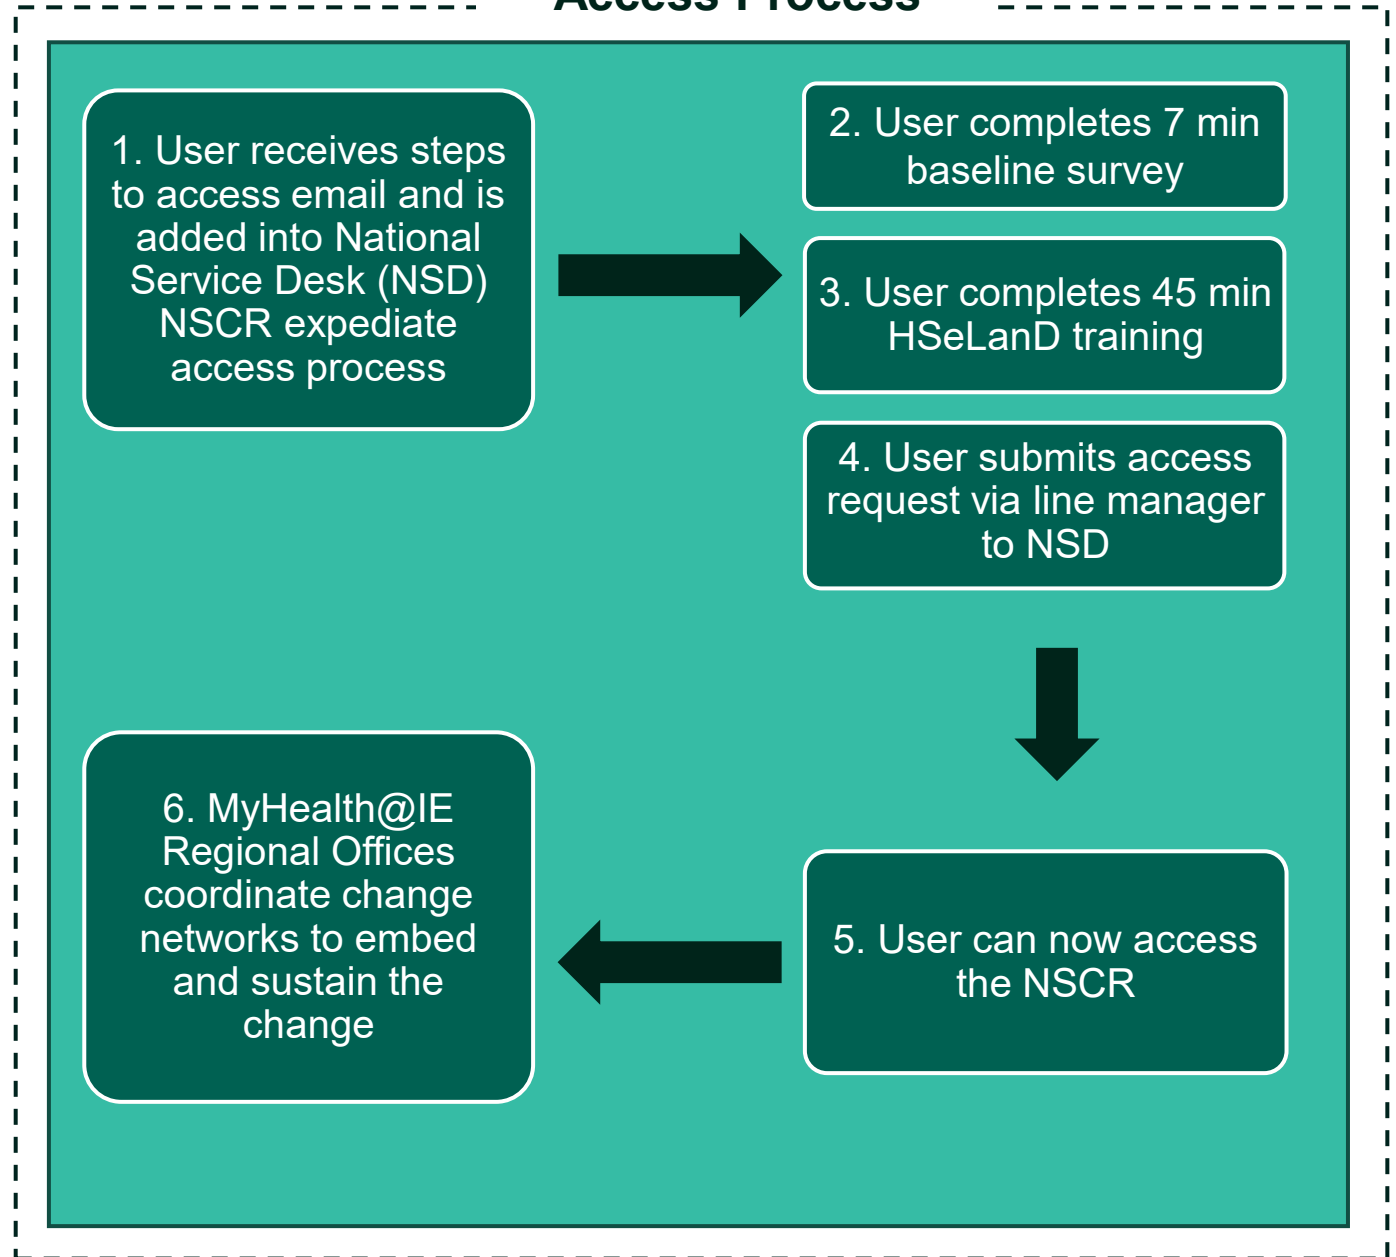 Access Process
1. User receives steps
to access email and is
added into National
Service Desk (NSD)
NSCR expediate
access process
2. User completes 7 min
baseline survey
3. User completes 45 min
HSeLanD training
4. User submits access
request via line manager
to NSD
5. User can now access
the NSCR
6. MyHealth@IE
Regional Offices
coordinate change
networks to embed
and sustain the
change